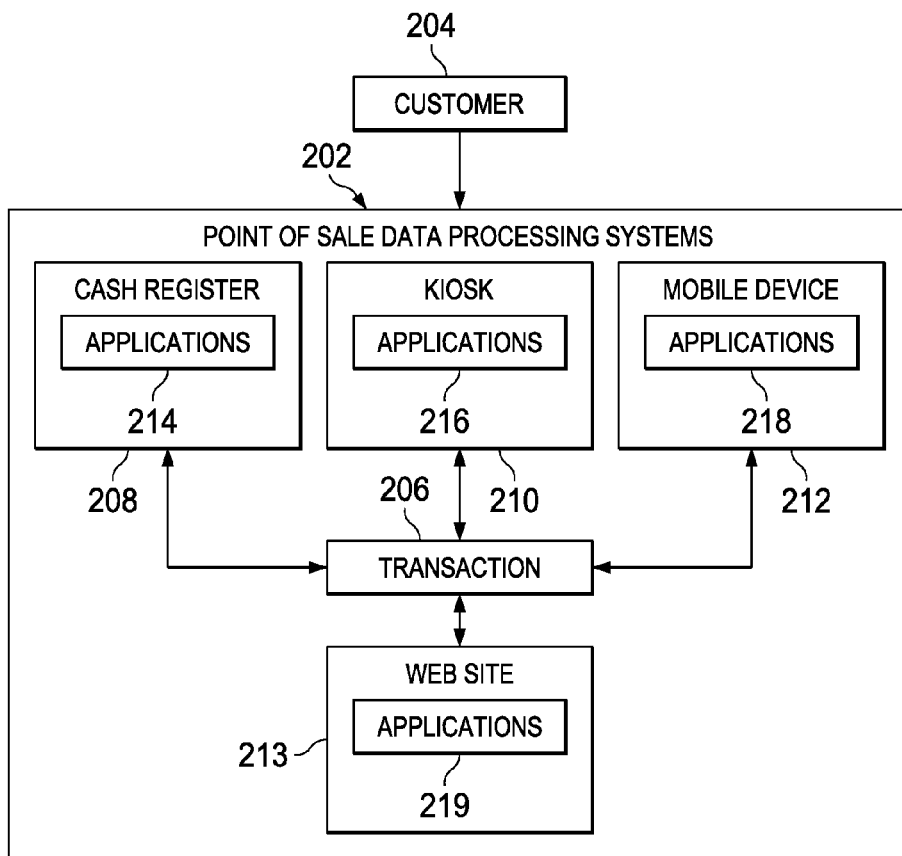 204
CUSTOMER
202
POINT OF SALE DATA PROCESSING SYSTEMS
CASH REGISTER
APPLICATIONS
214
208
KIOSK
APPLICATIONS
216
210
MOBILE DEVICE
APPLICATIONS
218
212
206
TRANSACTION
WEB SITE
APPLICATIONS
213
219